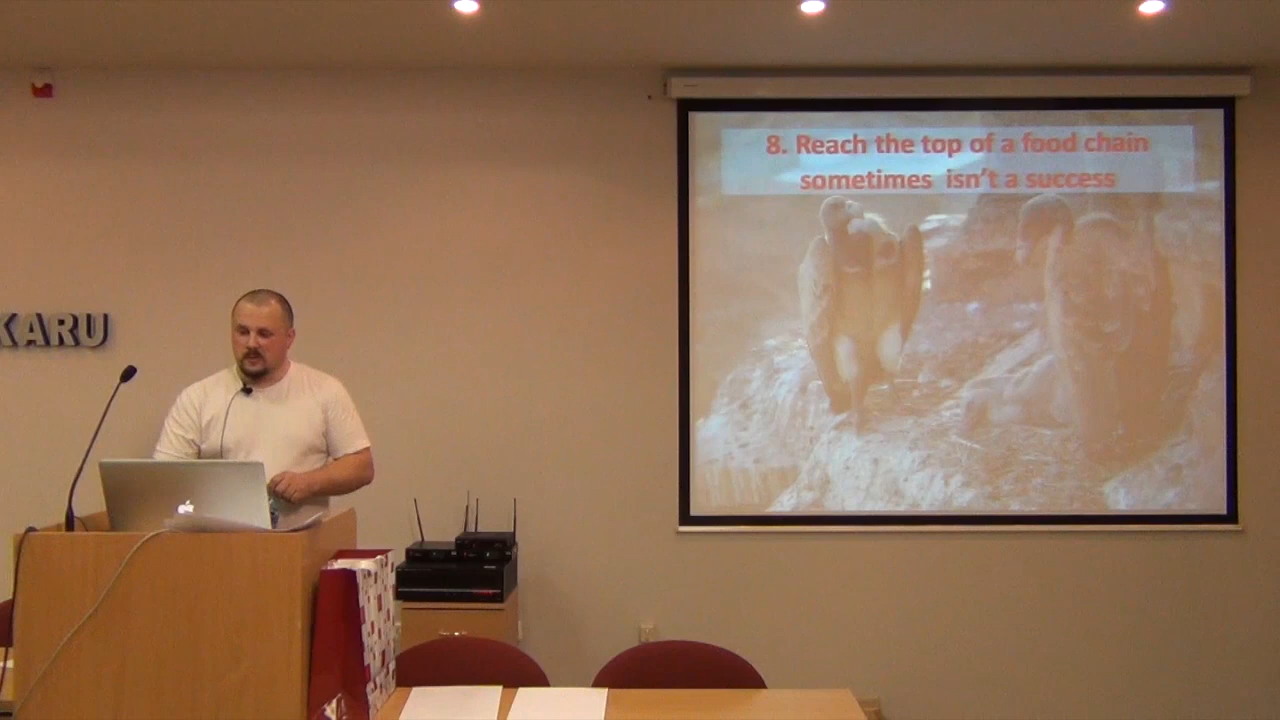 8. Reach the top of a food chain
sometimes isn't a success
KARU